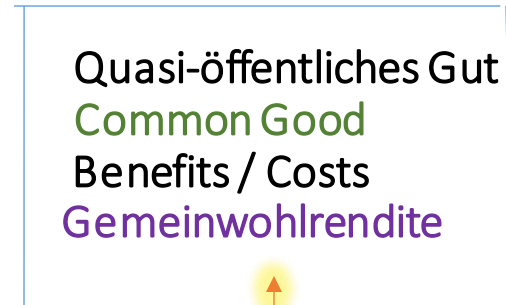 Quasi-öffentliches Gut
Common Good
Benefits / Costs
Gemeinwohlrendite